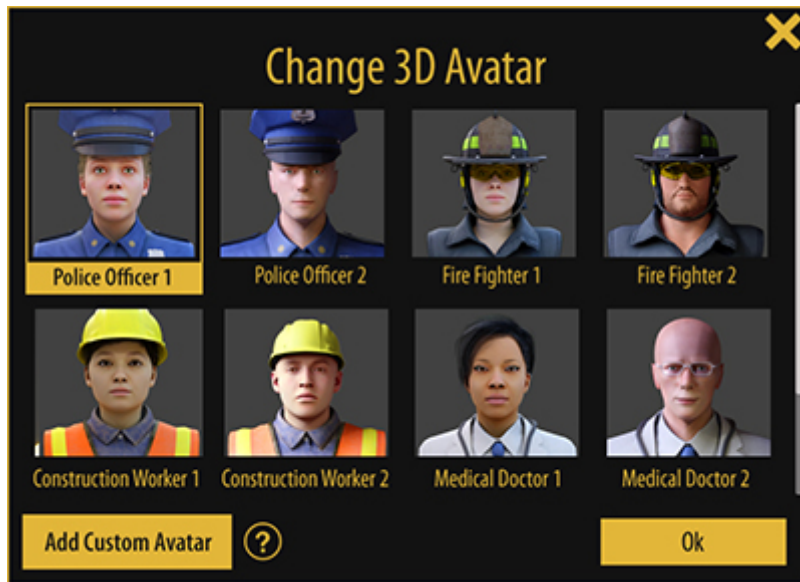 Change 3D Avatar
Police Officer 1
Police Officer 2
Fire Fighter 1
Fire Fighter 2
Construction Worker 1
Construction Worker 2
Medical Doctor 1
Medical Doctor 2
Add Custom Avatar
?
Ok